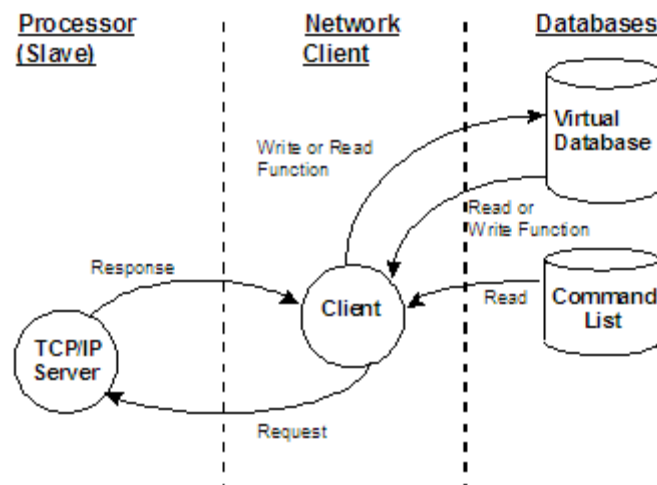 Processor
(Slave)
Network
Client
Databases
Virtual
Database
Write or Read
Function
Read or
Write Function
Response
Client
Read
Command
List
TCP/IP
Server
Request